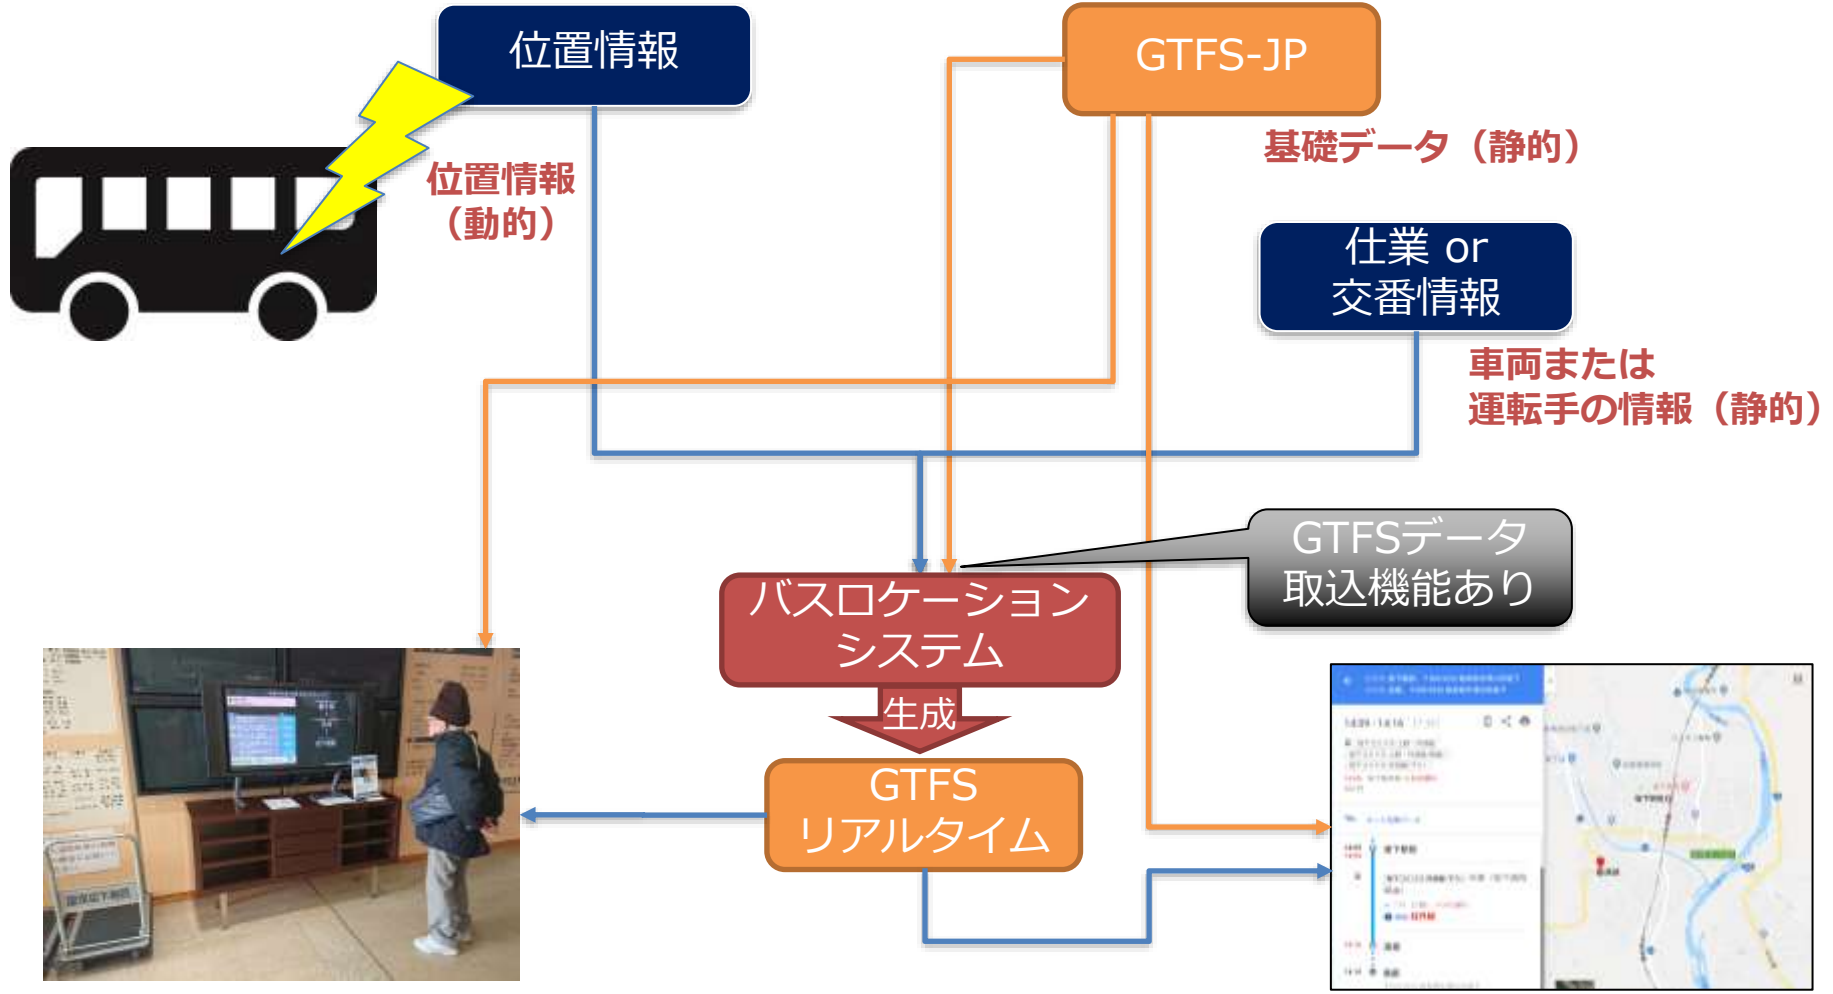 位置情報
GTFS-JP
基礎データ（静的）
位置情報
（動的）
仕業 or
交番情報
車両または
運転手の情報（静的）
GTFSデータ
取込機能あり
バスロケーション
システム
生成
GTFS
リアルタイム